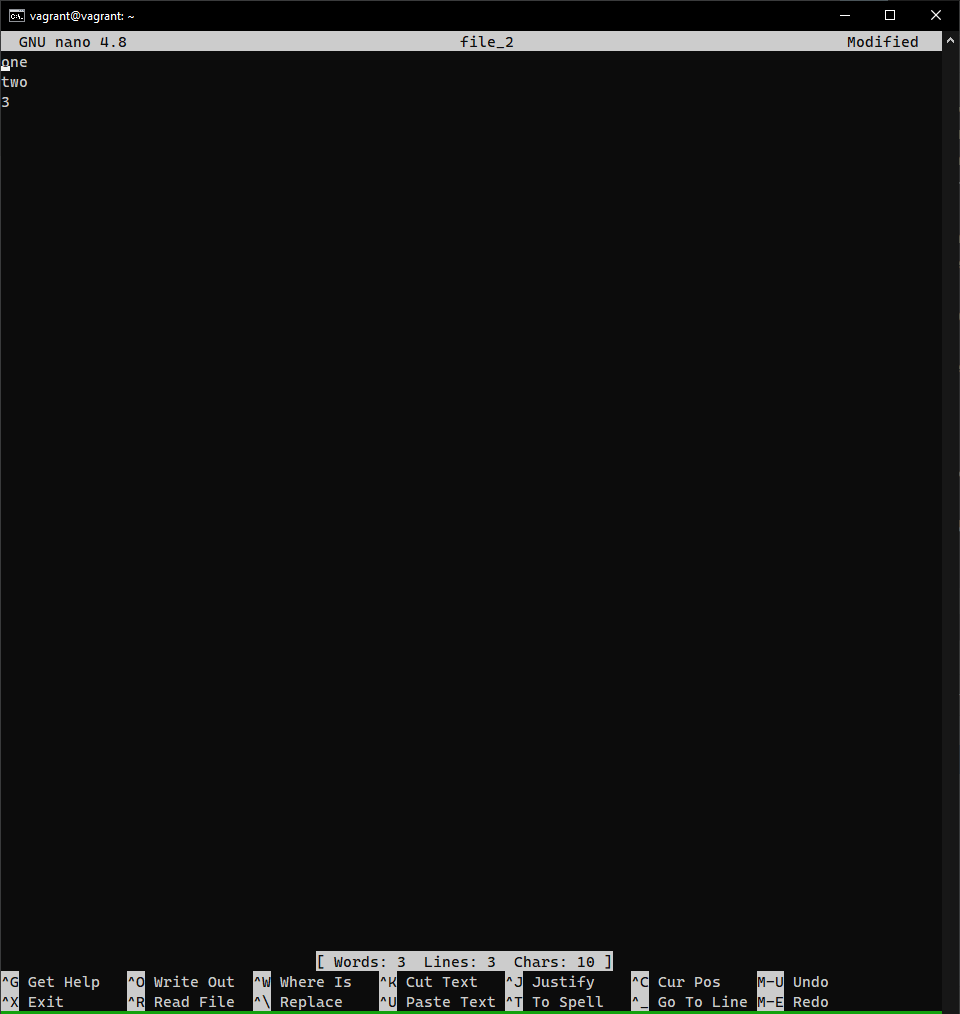 vagrant@vagrant: ~
GNU nano 4.8 file_2 Modified
one
two
3
[ Words: 3  Lines: 3  Chars: 10 ]
^G Get Help ^O Write Out ^W Where Is ^K Cut Text ^J Justify ^C Cur Pos M-U Undo
^X Exit ^R Read File ^\ Replace ^U Paste Text ^T To Spell ^_ Go To Line M-E Redo